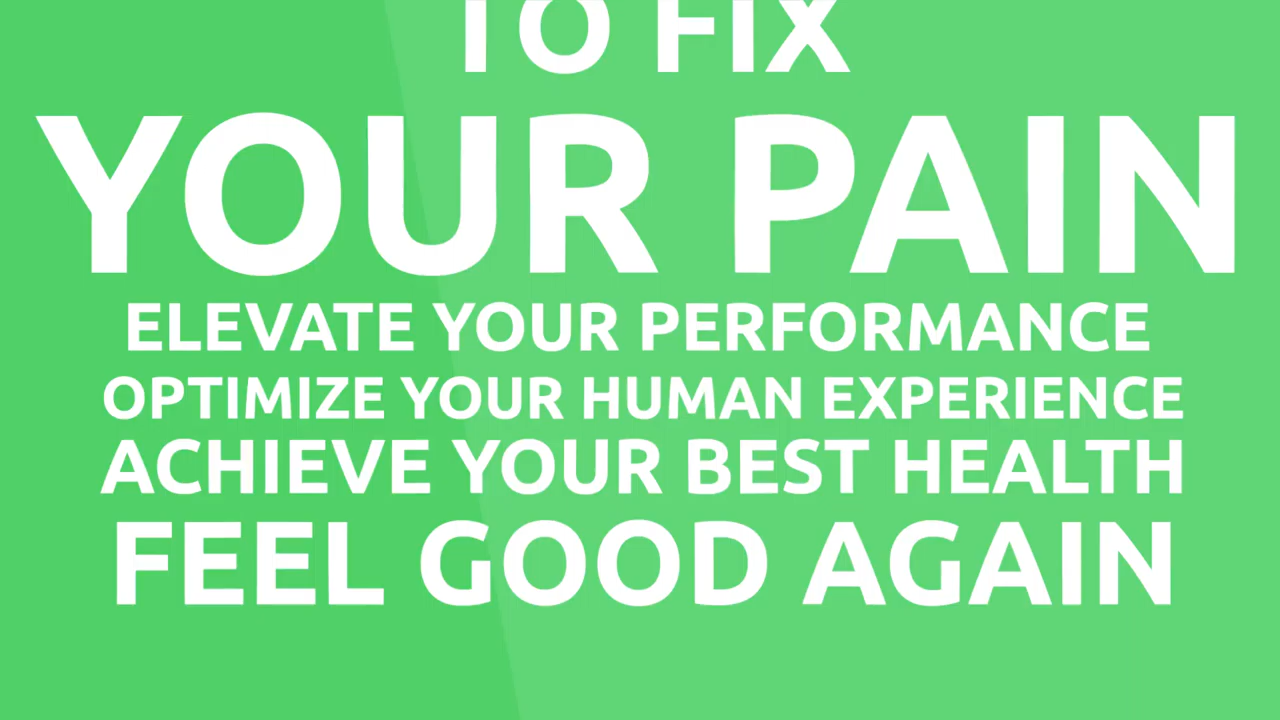 TO FIX
YOUR PAIN
ELEVATE YOUR PERFORMANCE
OPTIMIZE YOUR HUMAN EXPERIENCE
ACHIEVE YOUR BEST HEALTH
FEEL GOOD AGAIN